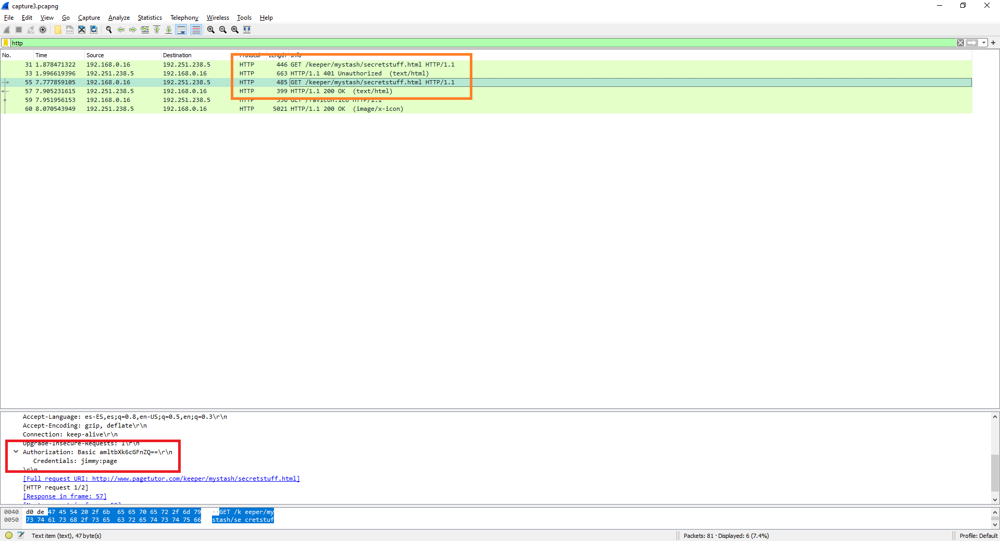 capture3.pcapng
File Edit View Go Capture Analyze Statistics Telephony Wireless Tools Help
http
No. Time Source Destination Protocol Length Info
31 1.878471322 192.168.0.16 192.251.238.5 HTTP 446 GET /keeper/mystash/secretstuff.html HTTP/1.1
33 1.996619396 192.251.238.5 192.168.0.16 HTTP 663 HTTP/1.1 401 Unauthorized (text/html)
55 7.777859105 192.168.0.16 192.251.238.5 HTTP 485 GET /keeper/mystash/secretstuff.html HTTP/1.1
57 7.905231615 192.251.238.5 192.168.0.16 HTTP 399 HTTP/1.1 200 OK (text/html)
59 7.951956153 192.168.0.16 192.251.238.5 HTTP 556 GET /favicon.ico HTTP/1.1
60 8.070543949 192.251.238.5 192.168.0.16 HTTP 5021 HTTP/1.1 200 OK (image/x-icon)
Accept-Language: es-ES,es;q=0.8,en-US;q=0.5,en;q=0.3\r\n
Accept-Encoding: gzip, deflate\r\n
Connection: keep-alive\r\n
Upgrade-Insecure-Requests: 1\r\n
Authorization: Basic amltbXk6cGFnZQ==\r\n
Credentials: jimmy:page
\r\n
[Full request URI: http://www.pagetutor.com/keeper/mystash/secretstuff.html]
[HTTP request 1/2]
[Response in frame: 57]
0040 d0 de 47 45 54 20 2f 6b 65 65 70 65 72 2f 6d 79 ··GET /k eeper/my
0050 73 74 61 73 68 2f 73 65 63 72 65 74 73 74 75 66 stash/se cretstuf
Text item (text), 47 byte(s) Packets: 81 · Displayed: 6 (7.4%) Profile: Default